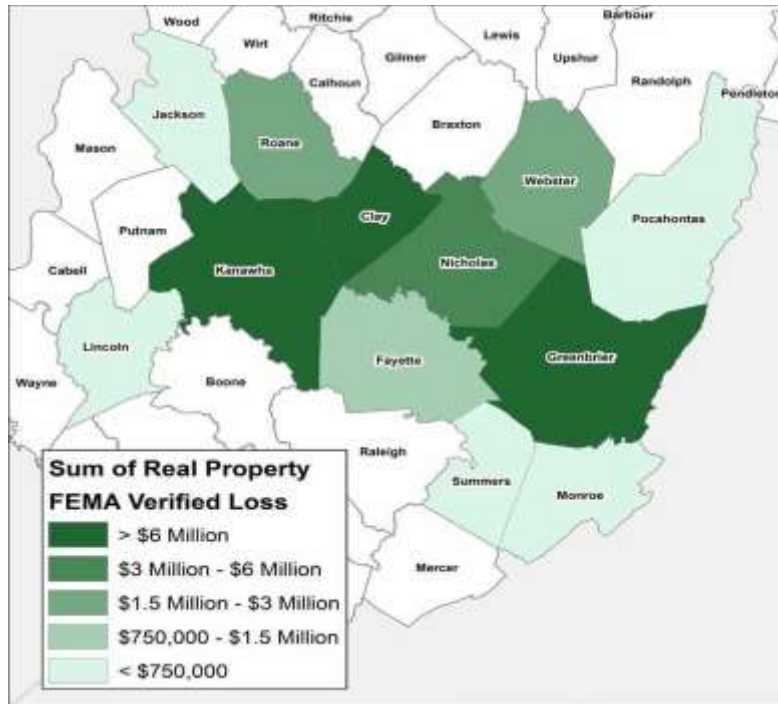 Wood
Ritchie
Barbour
Wirt
Gilmer
Lewis
Upshur
Calhoun
Randolph
Pendleton
Jackson
Roane
Braxton
Mason
Webster
Clay
Pocahontas
Putnam
Kanawha
Nicholas
Cabell
Lincoln
Fayette
Greenbrier
Wayne
Boone
Raleigh
Summers
Monroe
Mercer
Sum of Real Property
FEMA Verified Loss
> $6 Million
$3 Million - $6 Million
$1.5 Million - $3 Million
$750,000 - $1.5 Million
< $750,000